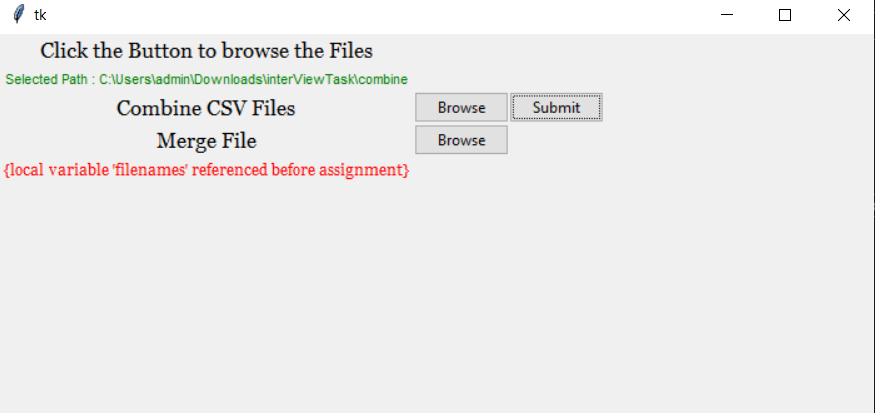 tk
Click the Button to browse the Files
Selected Path : C:\Users\admin\Downloads\interViewTask\combine
Combine CSV Files Browse Submit
Merge File Browse
{local variable 'filenames' referenced before assignment}